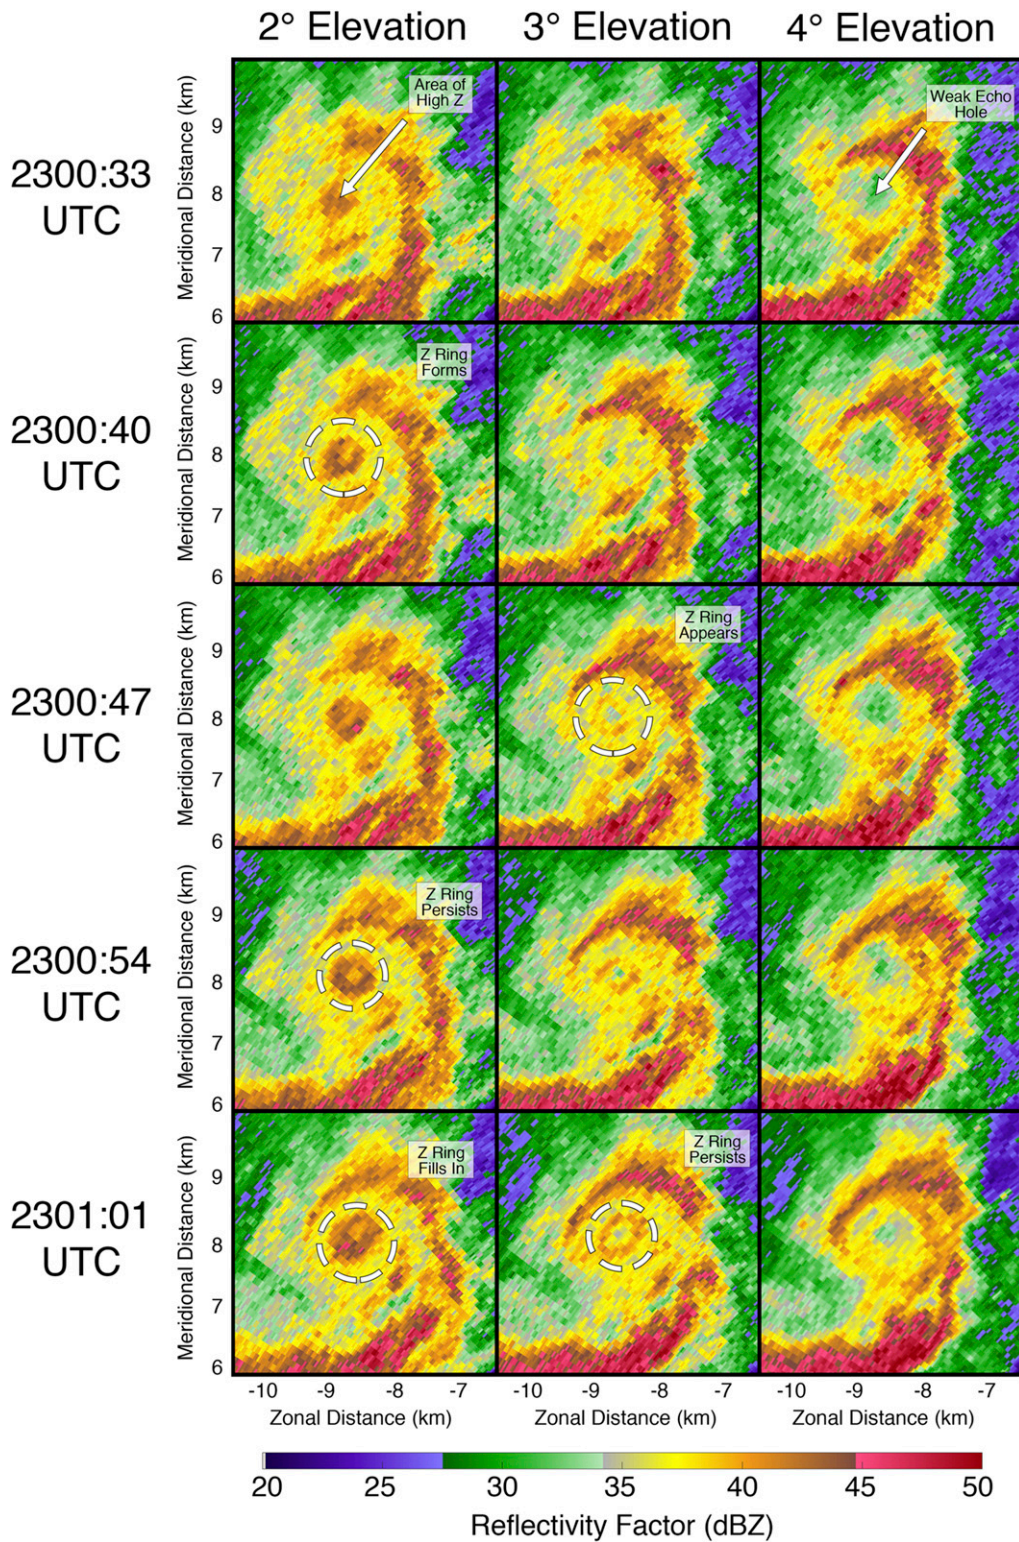 2° Elevation 3° Elevation 4° Elevation
2300:33
UTC
Meridional Distance (km)
9
8
7
6
Area of
High Z
Weak Echo
Hole
2300:40
UTC
Meridional Distance (km)
9
8
7
6
Z Ring
Forms
2300:47
UTC
Meridional Distance (km)
9
8
7
6
Z Ring
Appears
2300:54
UTC
Meridional Distance (km)
9
8
7
6
Z Ring
Persists
2301:01
UTC
Meridional Distance (km)
9
8
7
6
Z Ring
Fills In
Z Ring
Persists
-10 -9 -8 -7 -10 -9 -8 -7 -10 -9 -8 -7
Zonal Distance (km) Zonal Distance (km) Zonal Distance (km)
20 25 30 35 40 45 50
Reflectivity Factor (dBZ)